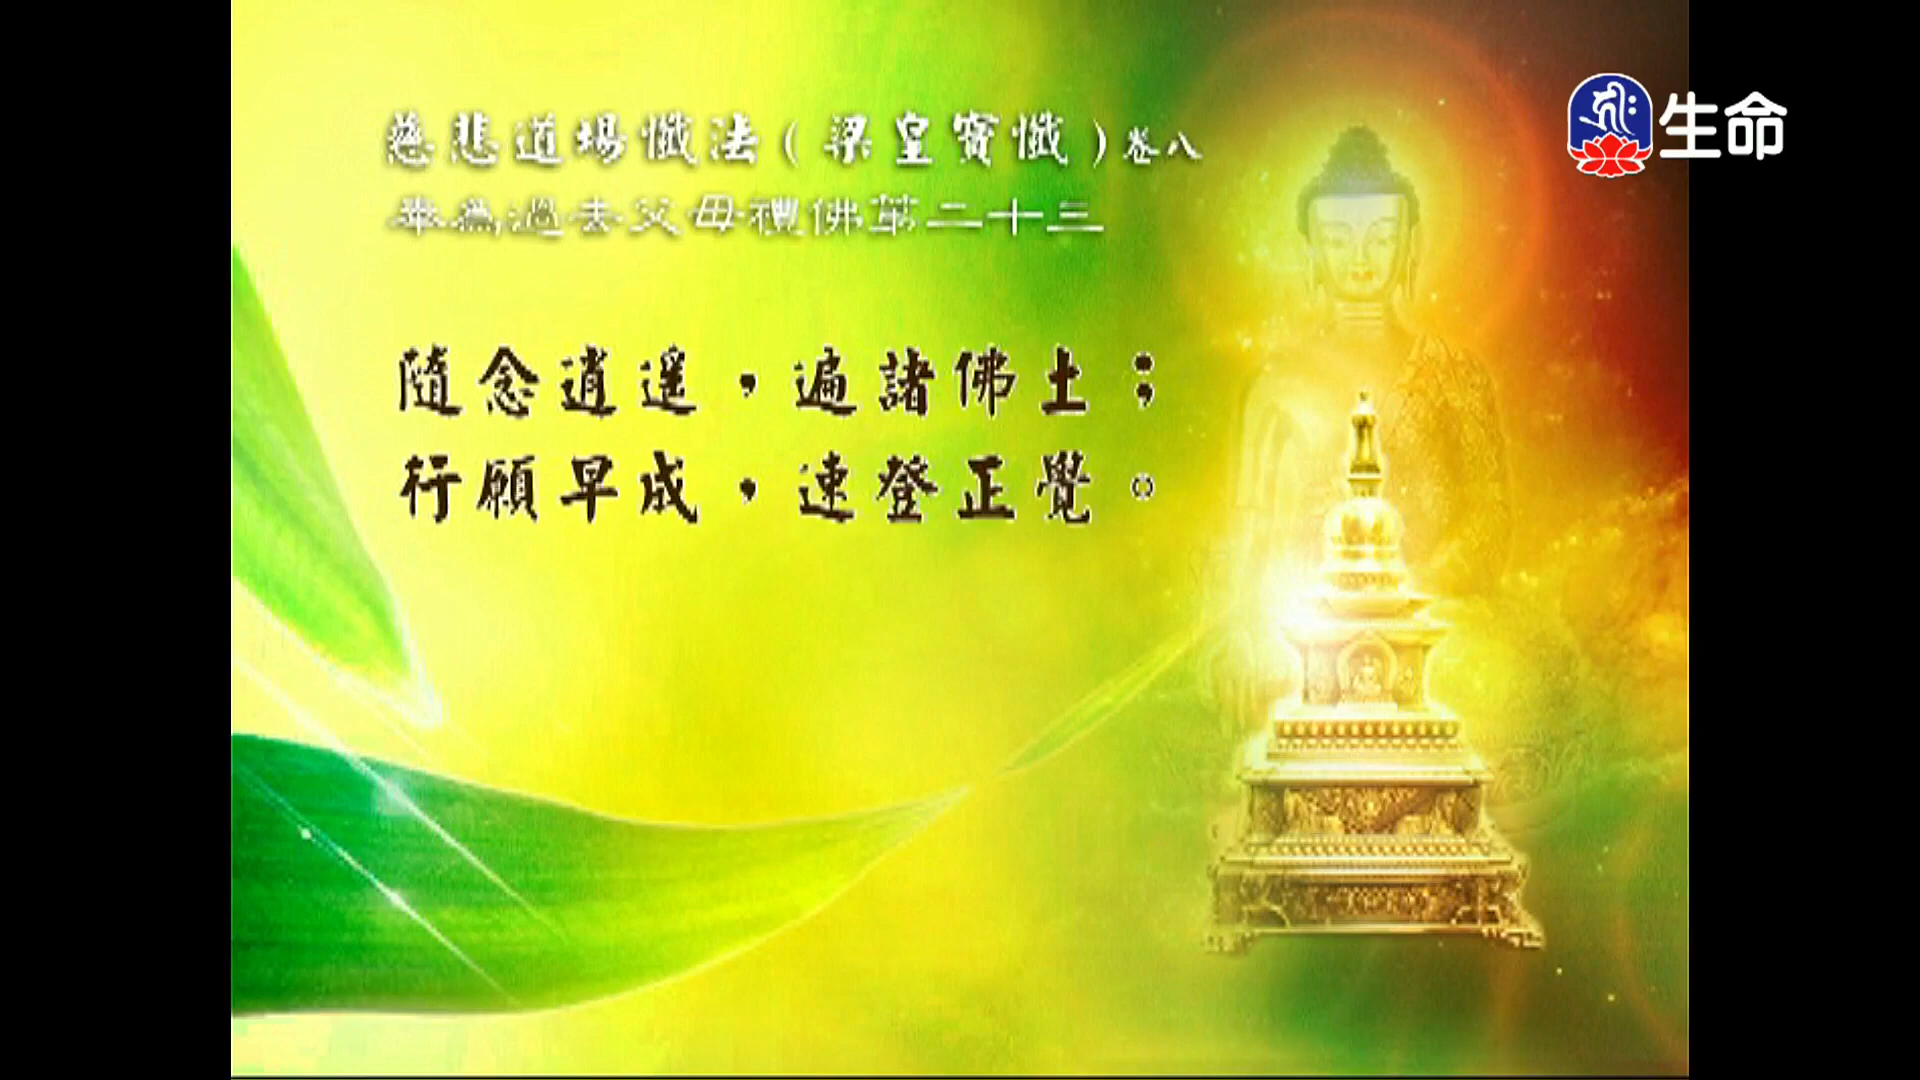 慈悲道場懺法（梁皇寶懺）卷八
奉為過去父母禮佛第二十三
隨念逍遥，遍諸佛土；
行願早成，速登正覺。
生命